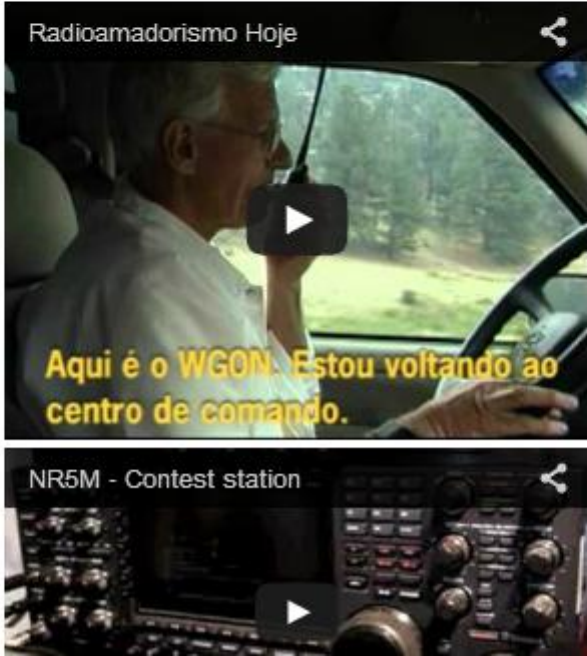 Radioamadorismo Hoje
Aqui é o WGON. Estou voltando ao
centro de comando.
NR5M - Contest station